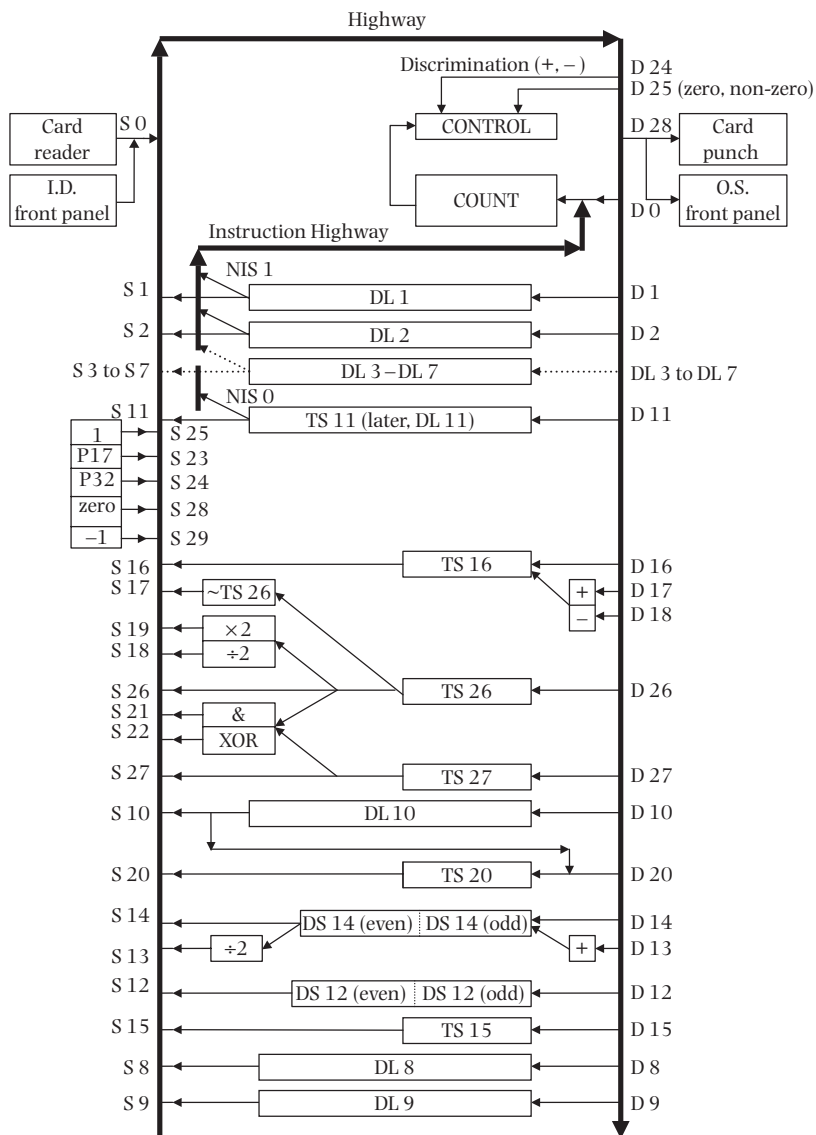 Highway
Discrimination (+, −)
D 24
D 25 (zero, non-zero)
Card reader
S 0
CONTROL
D 28
Card punch
I.D. front panel
COUNT
D 0
O.S. front panel
Instruction Highway
NIS 1
S 1
DL 1
D 1
S 2
DL 2
D 2
S 3 to S 7
DL 3 – DL 7
DL 3 to DL 7
NIS 0
S 11
TS 11 (later, DL 11)
D 11
1
S 25
P17
S 23
P32
S 24
zero
S 28
−1
S 29
S 16
TS 16
D 16
S 17
~TS 26
+
D 17
−
D 18
S 19
×2
S 18
÷2
S 26
TS 26
D 26
S 21
&
S 22
XOR
S 27
TS 27
D 27
S 10
DL 10
D 10
S 20
TS 20
D 20
S 14
DS 14 (even)
DS 14 (odd)
D 14
S 13
÷2
+
D 13
S 12
DS 12 (even)
DS 12 (odd)
D 12
S 15
TS 15
D 15
S 8
DL 8
D 8
S 9
DL 9
D 9